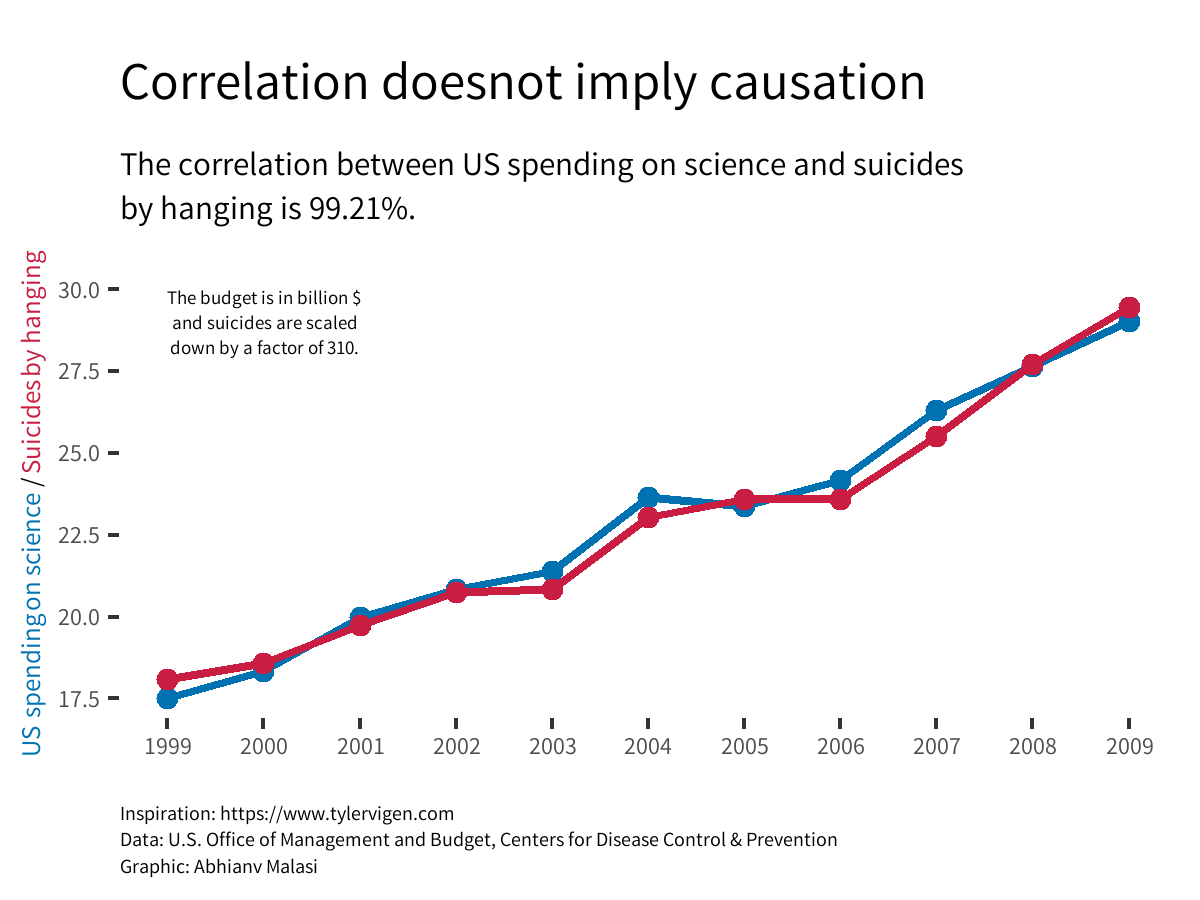 Correlation doesnot imply causation
The correlation between US spending on science and suicides
by hanging is 99.21%.
US spending on science / Suicides by hanging
The budget is in billion $
and suicides are scaled
down by a factor of 310.
30.0
27.5
25.0
22.5
20.0
17.5
1999 2000 2001 2002 2003 2004 2005 2006 2007 2008 2009
Inspiration: https://www.tylervigen.com
Data: U.S. Office of Management and Budget, Centers for Disease Control & Prevention
Graphic: Abhianv Malasi